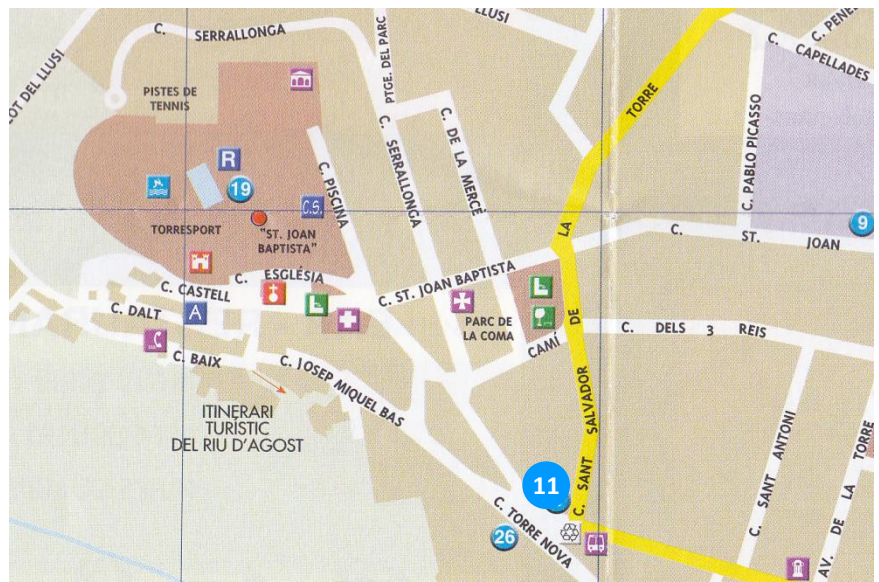 C. SERRALLONGA
PTGE. DEL PARC
LLUSI
C. PENE
C. CAPELLADES
LOT DEL LLUSI
PISTES DE
TENNIS
TORRE
C. PABLO PICASSO
C. DE LA MERCÈ
C. SERRALLONGA
C. PISCINA
R
19
C.S.
9
TORRESPORT
"ST. JOAN
BAPTISTA"
LA
C. ST. JOAN
C. ESGLÉSIA
C. CASTELL
C. ST. JOAN BAPTISTA
C. DALT
A
PARC DE
LA COMA
CAMÍ DE
C. DELS 3 REIS
C. BAIX
C. JOSEP MIQUEL BAS
ITINERARI
TURÍSTIC
DEL RIU D'AGOST
C. SANT SALVADOR
C. SANT ANTONI
AV. DE LA TORRE
11
C. TORRE NOVA
26